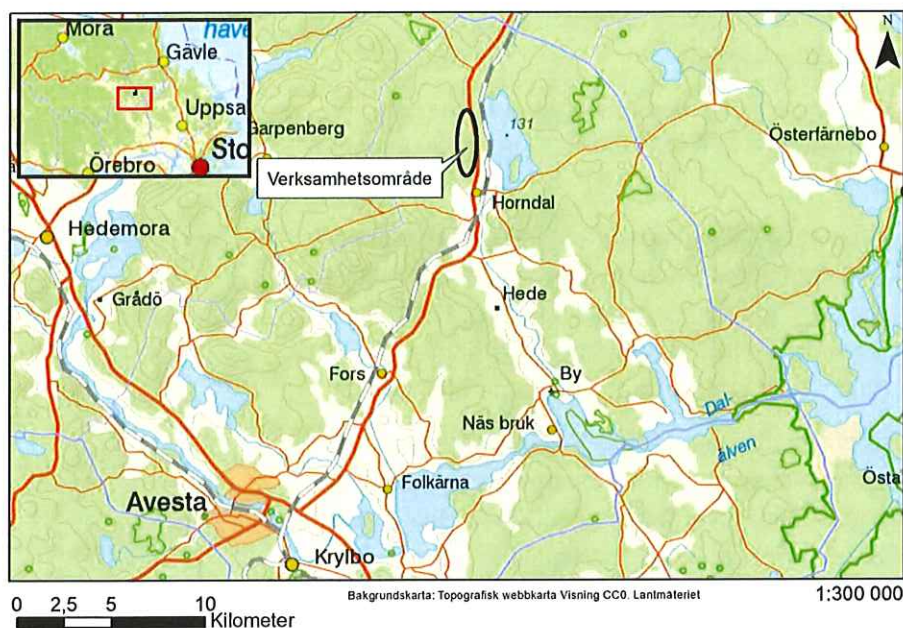 Mora
have
Gävle
Uppsa
Sto
Örebro
N
Garpenberg
131
Österfärnebo
Verksamhetsområde
Horndal
Hedemora
Grådö
Hede
Fors
By
Näs bruk
Dal-
älven
Östa
Folkärna
Avesta
Krylbo
0 2,5 5 10
Kilometer
Bakgrundskarta: Topografisk webbkarta Visning CC0. Lantmäteriet
1:300 000